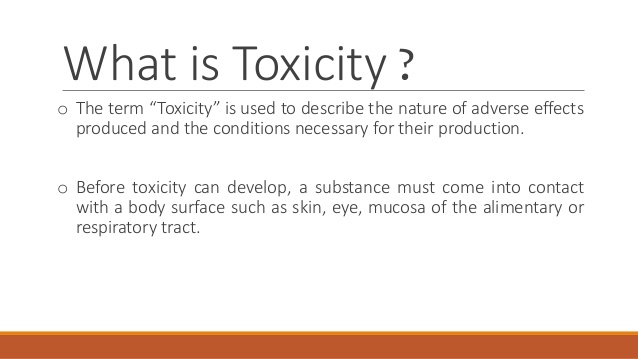 What is Toxicity ?
o The term “Toxicity” is used to describe the nature of adverse effects
produced and the conditions necessary for their production.
o Before toxicity can develop, a substance must come into contact
with a body surface such as skin, eye, mucosa of the alimentary or
respiratory tract.